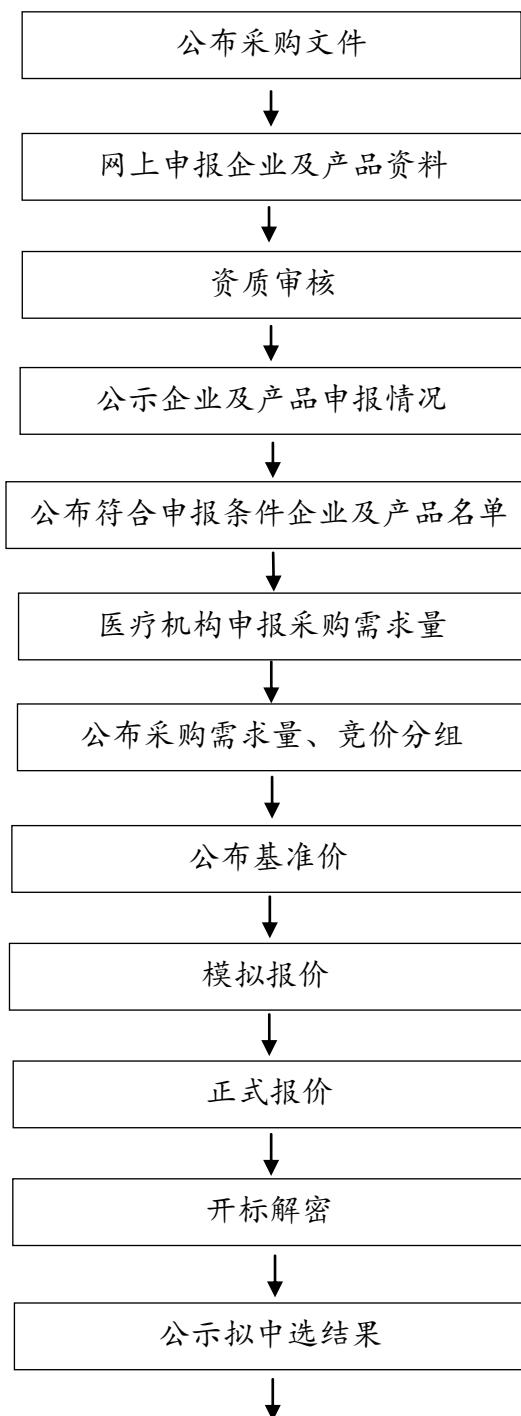 公布采购文件
网上申报企业及产品资料
资质审核
公示企业及产品申报情况
公布符合申报条件企业及产品名单
医疗机构申报采购需求量
公布采购需求量、竞价分组
公布基准价
模拟报价
正式报价
开标解密
公示拟中选结果